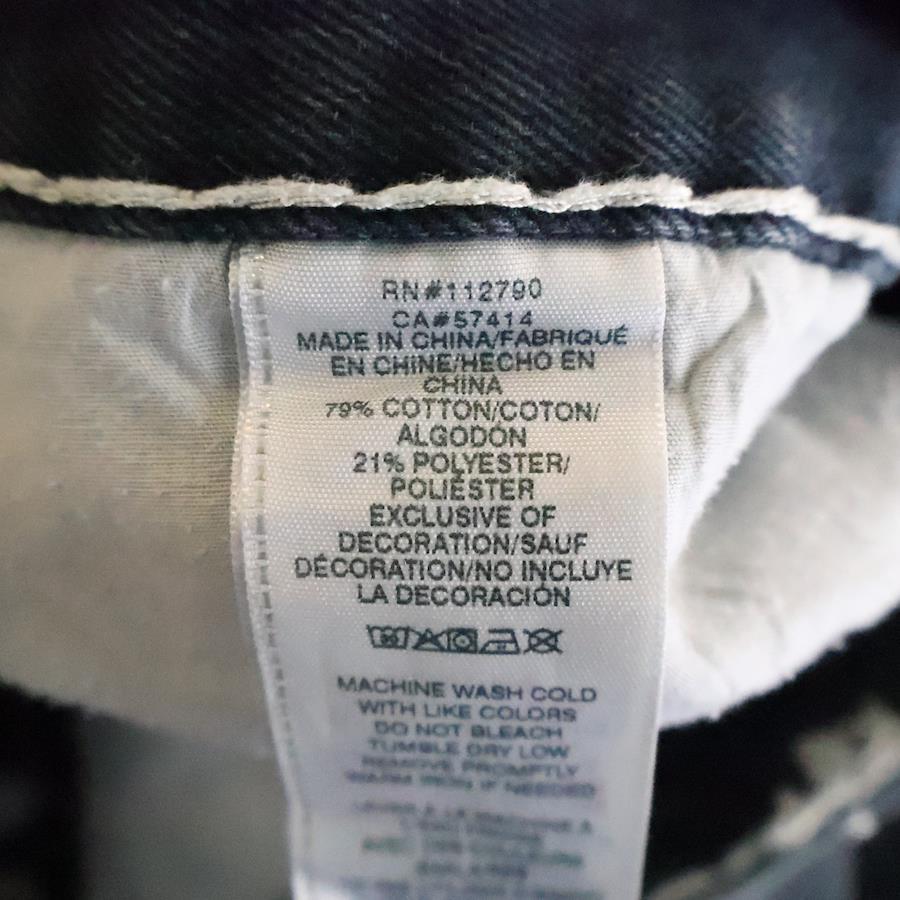 RN#112790
CA#57414
MADE IN CHINA/FABRIQUÉ
EN CHINE/HECHO EN
CHINA
79% COTTON/COTON/
ALGODÓN
21% POLYESTER/
POLIÉSTER
EXCLUSIVE OF
DECORATION/SAUF
DÉCORATION/NO INCLUYE
LA DECORACIÓN
MACHINE WASH COLD
WITH LIKE COLORS
DO NOT BLEACH
TUMBLE DRY LOW
REMOVE PROMPTLY
WARM IRON IF NEEDED